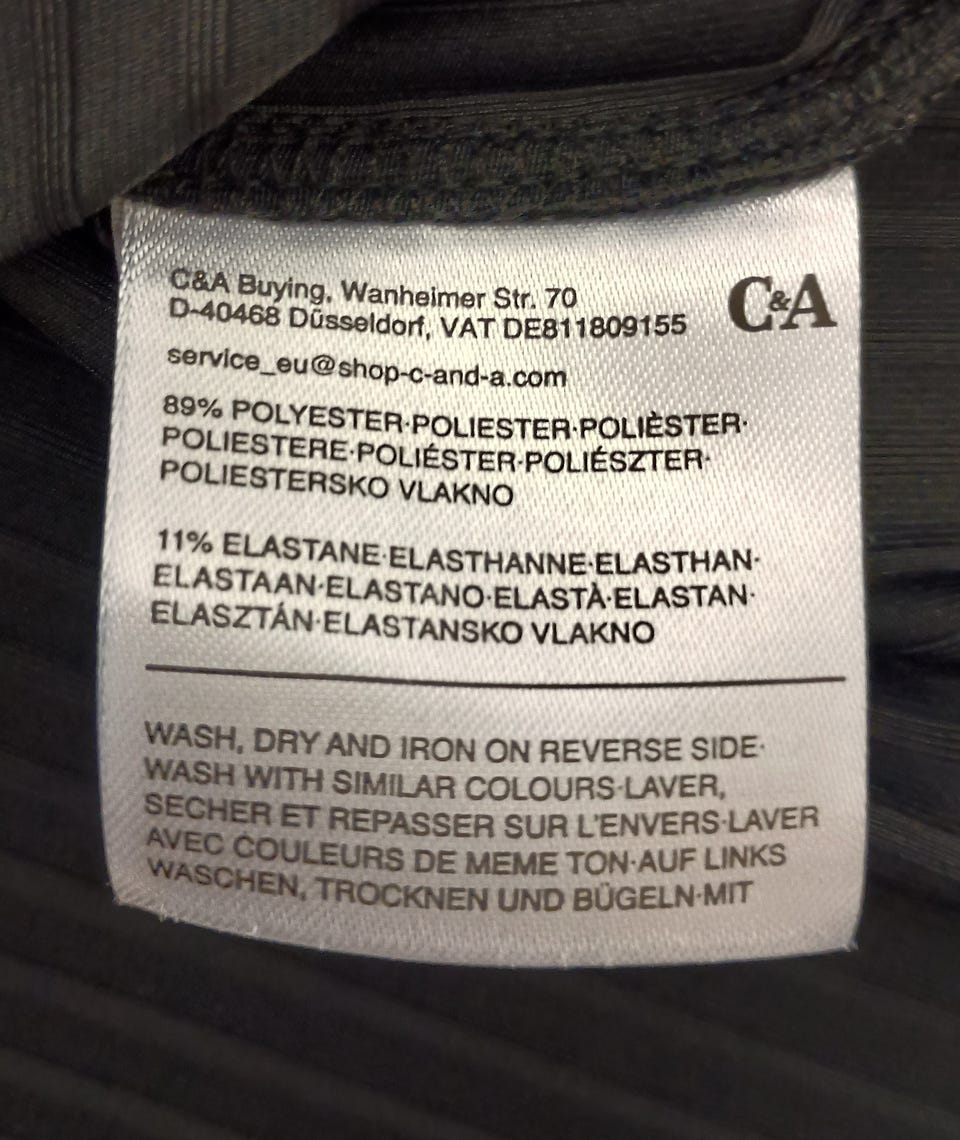 C&A Buying, Wanheimer Str. 70
D-40468 Düsseldorf, VAT DE811809155
C&A
service_eu@shop-c-and-a.com
89% POLYESTER·POLIESTER·POLIÈSTER·
POLIESTERE·POLIÉSTER·POLIÉSZTER·
POLIESTERSKO VLAKNO
11% ELASTANE·ELASTHANNE·ELASTHAN·
ELASTAAN·ELASTANO·ELASTÀ·ELASTAN·
ELASZTÁN·ELASTANSKO VLAKNO
WASH, DRY AND IRON ON REVERSE SIDE·
WASH WITH SIMILAR COLOURS·LAVER,
SECHER ET REPASSER SUR L'ENVERS·LAVER
AVEC COULEURS DE MEME TON·AUF LINKS
WASCHEN, TROCKNEN UND BÜGELN·MIT